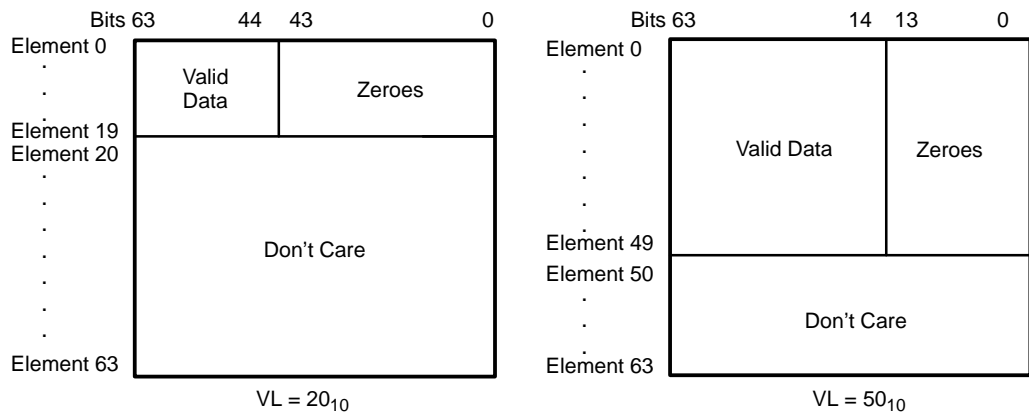 Bits 63 44 43 0
Element 0
.
.
.
Element 19
Element 20
.
.
.
.
.
.
.
Element 63
Valid
Data
Zeroes
Don't Care
VL = 20₁₀
Bits 63 14 13 0
Element 0
.
.
.
.
.
.
.
.
Element 49
Element 50
.
.
.
Element 63
Valid Data
Zeroes
Don't Care
VL = 50₁₀